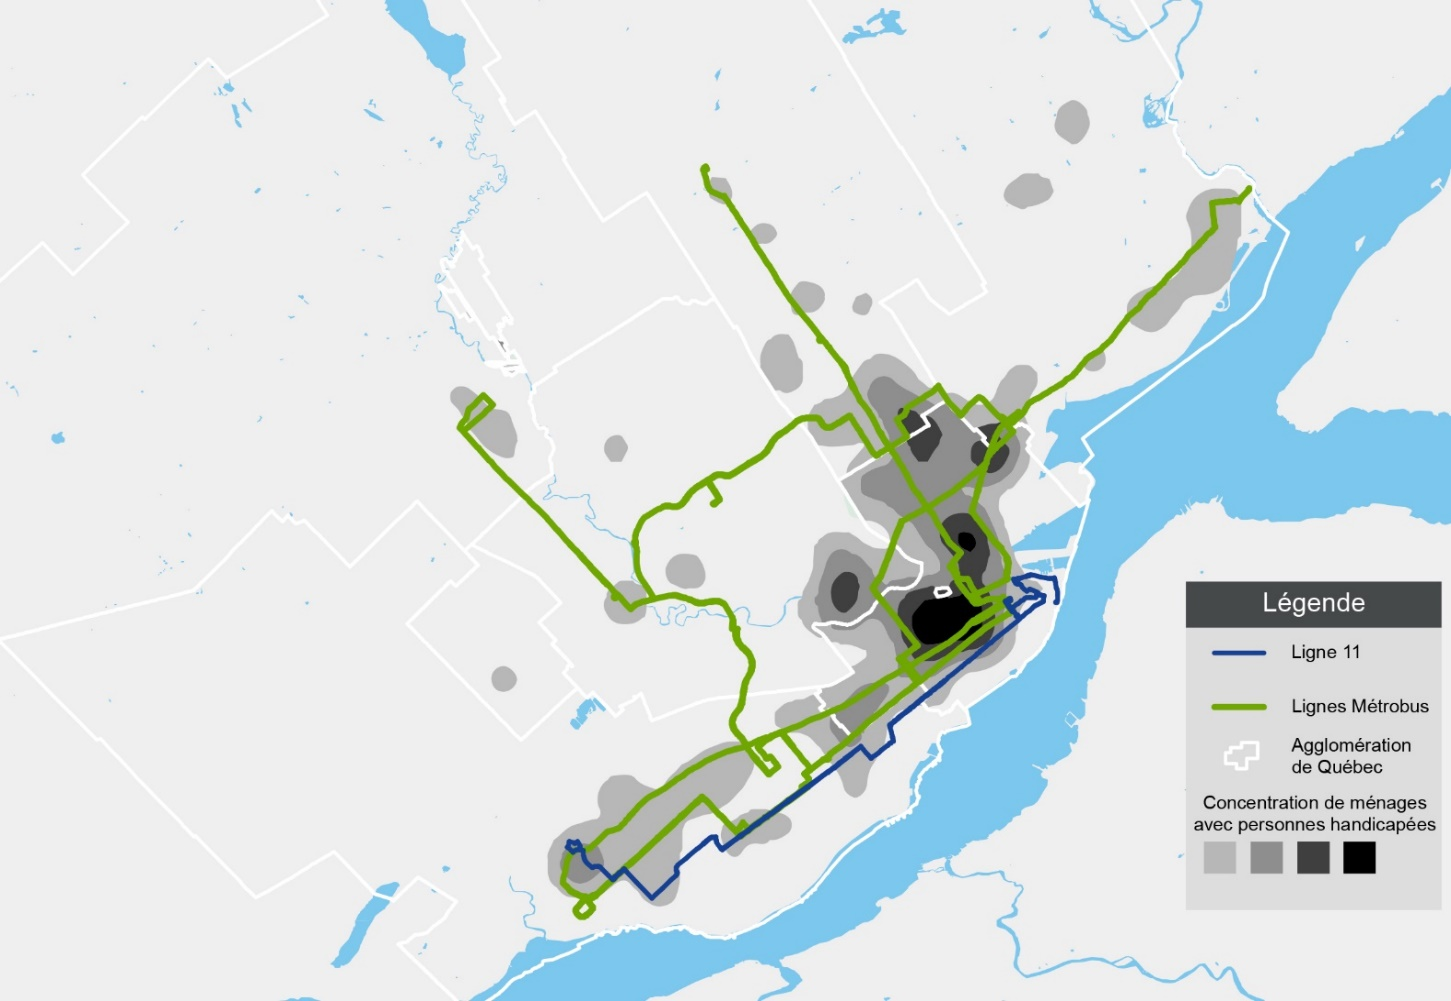 Légende
Ligne 11
Lignes Métrobus
Agglomération
de Québec
Concentration de ménages
avec personnes handicapées